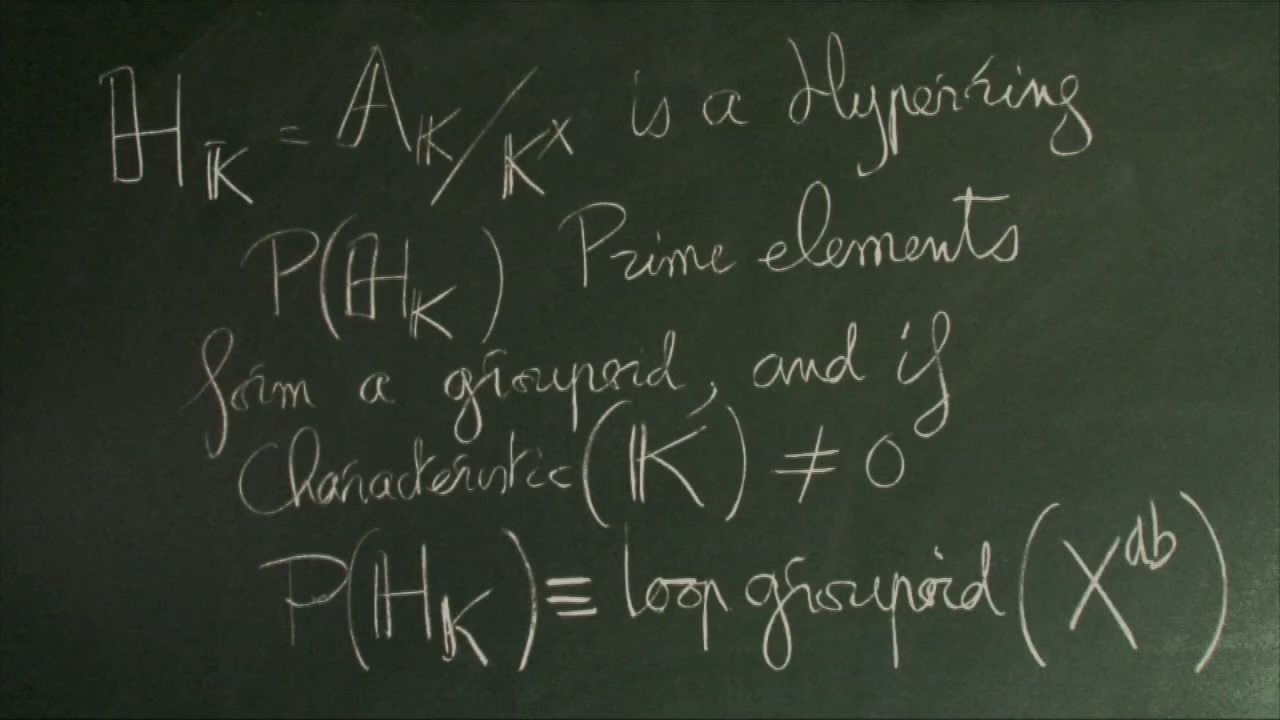 ℍ_𝕂 = 𝔸_𝕂/𝕂^× is a Hyperring
P(ℍ_𝕂) Prime elements
form a groupoid, and if
Characteristic(𝕂) ≠ 0
P(ℍ_𝕂) ≡ loop groupoid (X^ab)